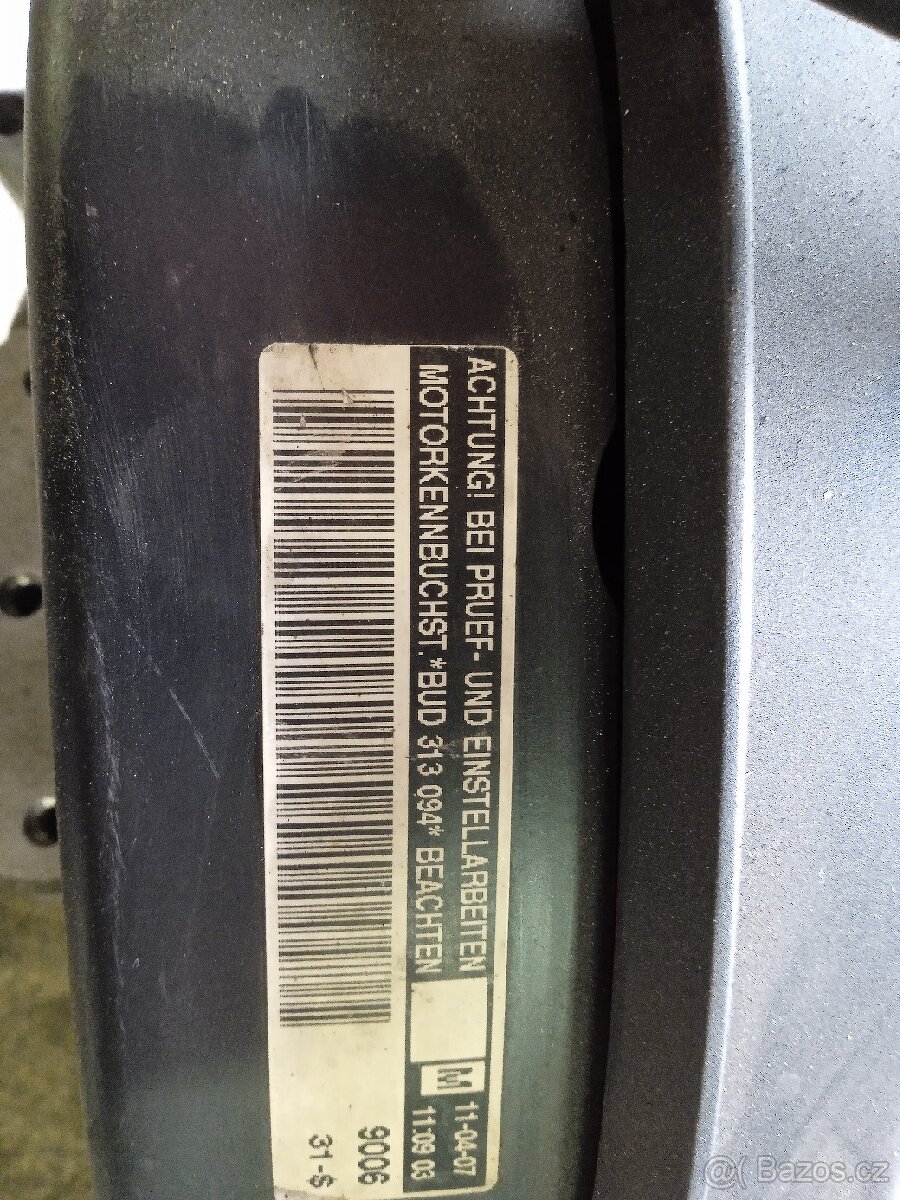 ACHTUNG! BEI PRUEF- UND EINSTELLARBEITEN 11-04-07
MOTORKENNBUCHST.*BUD 313 094* BEACHTEN M 11:09 03
9006
31-$
@ Bazos.cz